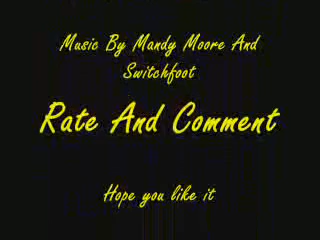 Music By Mandy Moore And
Switchfoot
Rate And Comment
Hope you like it